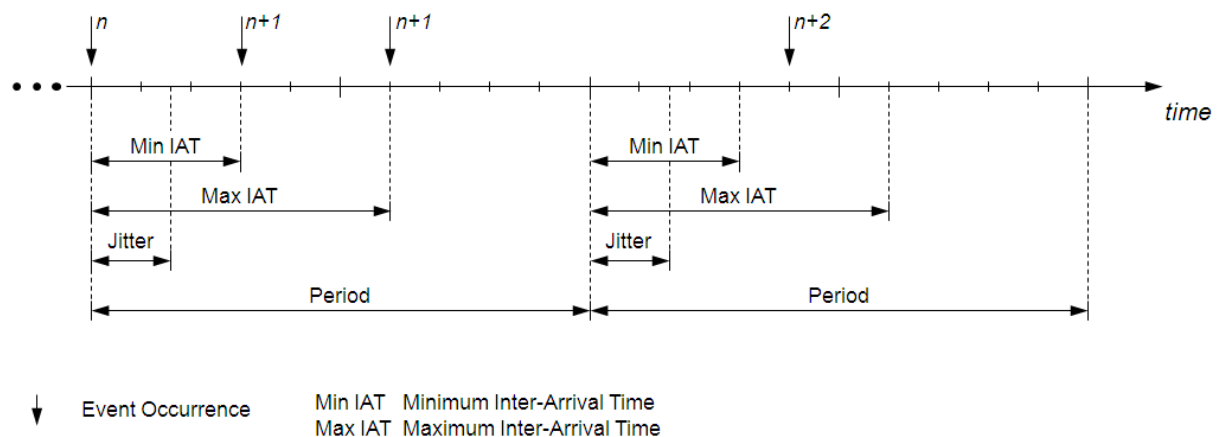 n n+1 n+1 n+2
time
Min IAT Min IAT
Max IAT Max IAT
Jitter Jitter
Period Period
Event Occurrence Min IAT Minimum Inter-Arrival Time
Max IAT Maximum Inter-Arrival Time